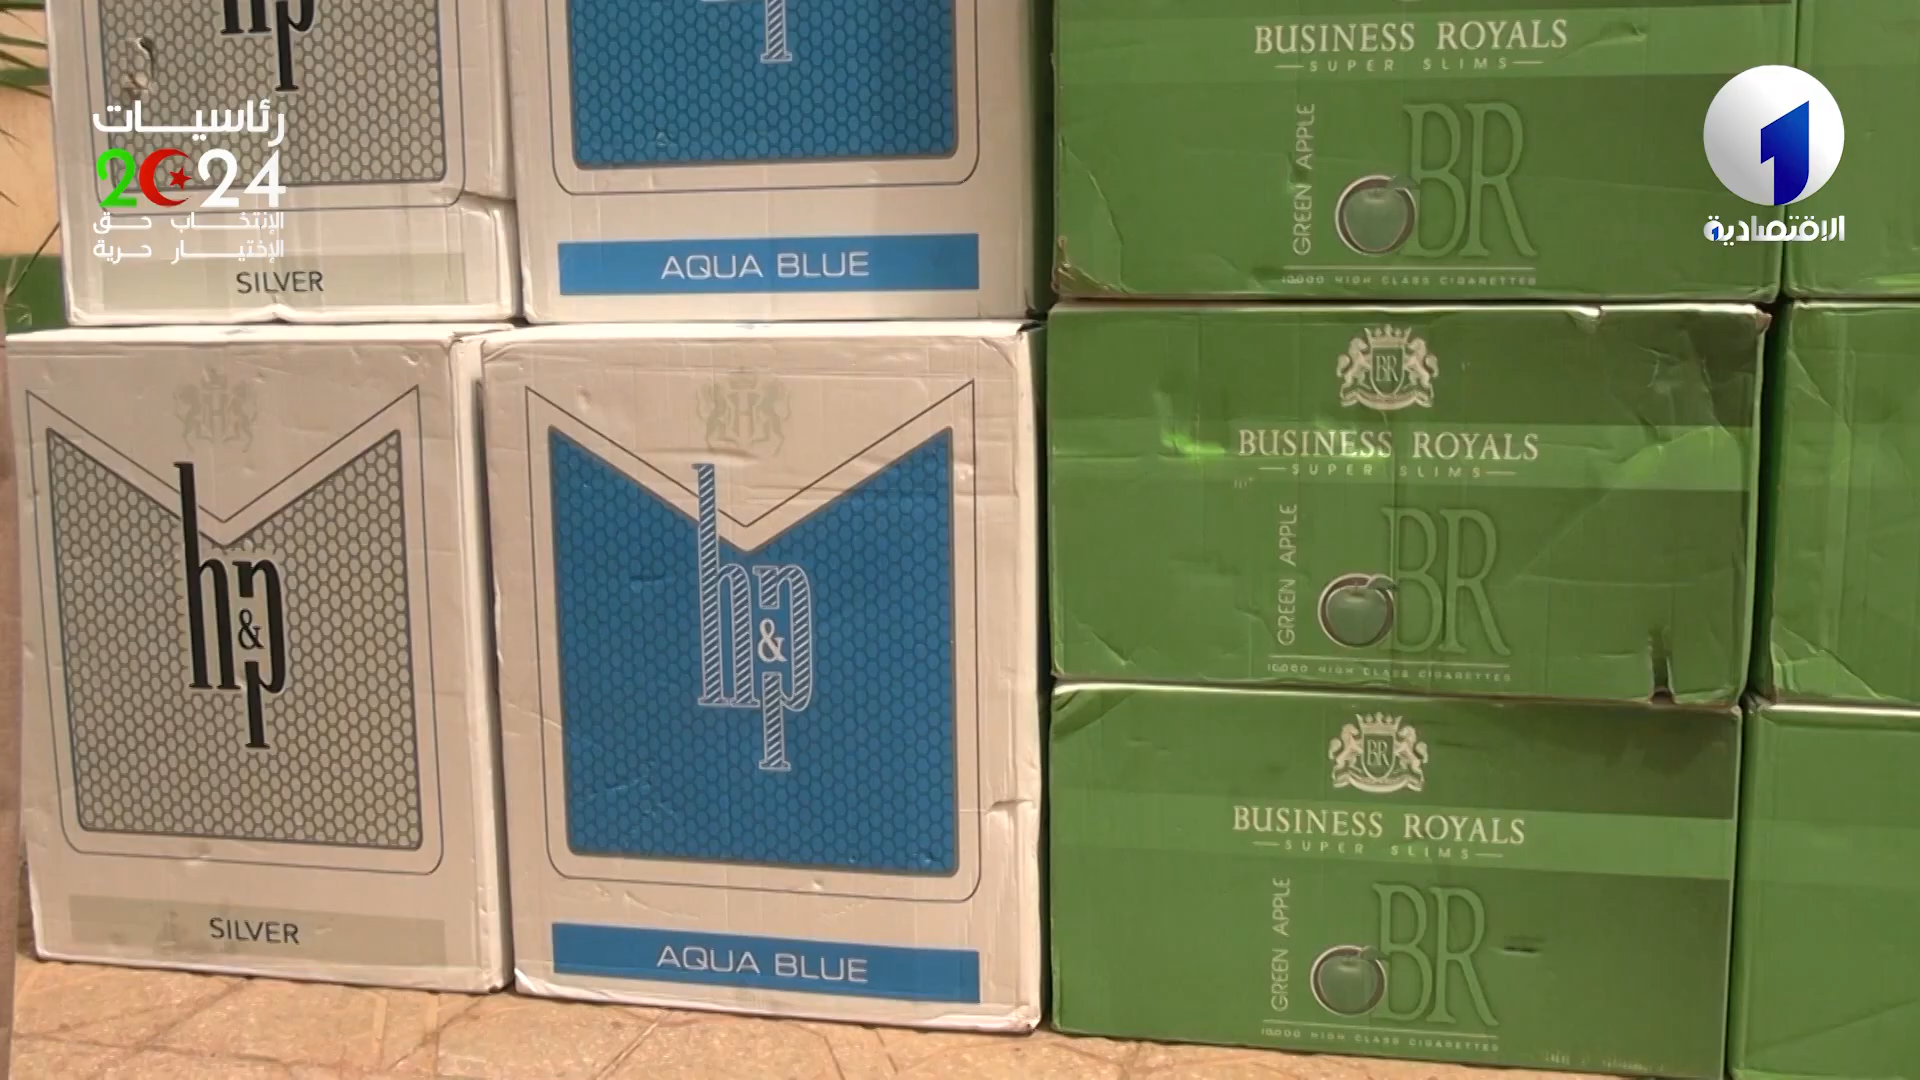 h&p
SILVER
AQUA BLUE
BUSINESS ROYALS
SUPER SLIMS
GREEN APPLE
BR
10000 HIGH CLASS CIGARETTES
رئاسيات
2024
الإنتخاب حق
الإختيار حرية
1
الاقتصادية
h&p
SILVER
h&p
AQUA BLUE
BR
BUSINESS ROYALS
SUPER SLIMS
GREEN APPLE
BR
10000 HIGH CLASS CIGARETTES
BR
BUSINESS ROYALS
SUPER SLIMS
GREEN APPLE
BR
10000 HIGH CLASS CIGARETTES